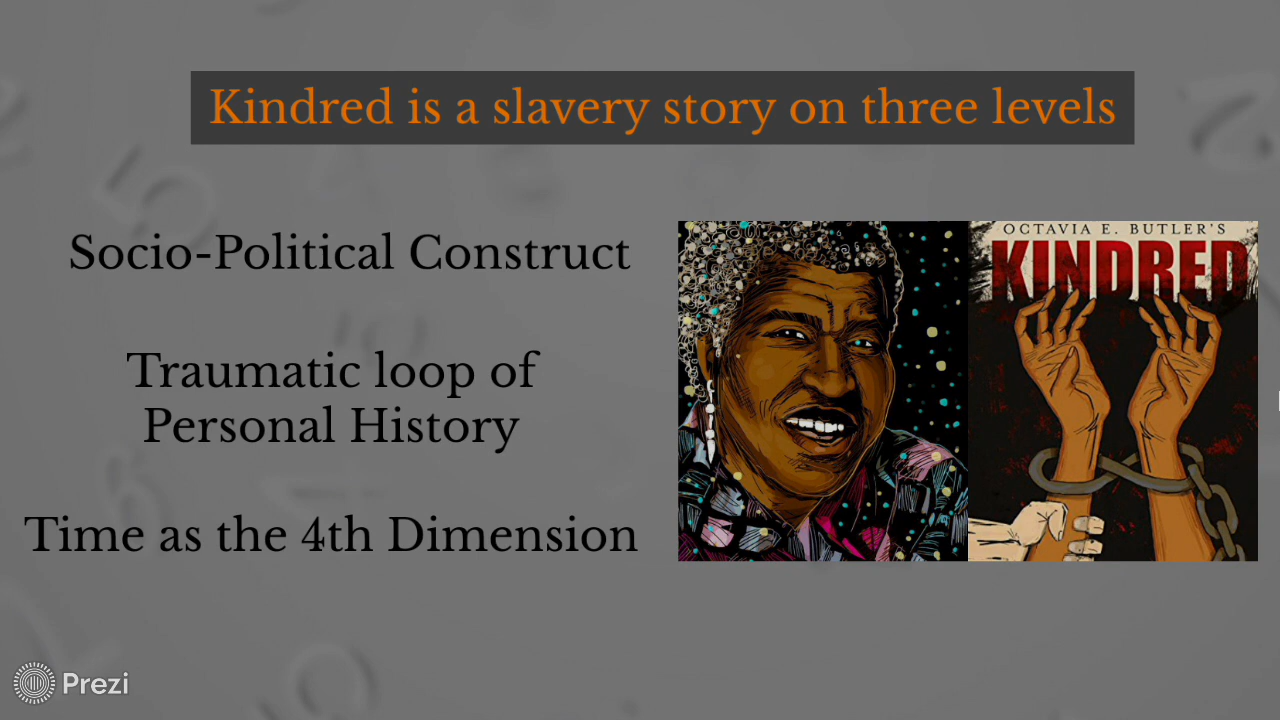 Kindred is a slavery story on three levels
Socio-Political Construct
Traumatic loop of
Personal History
Time as the 4th Dimension
OCTAVIA E. BUTLER'S
KINDRED
Prezi